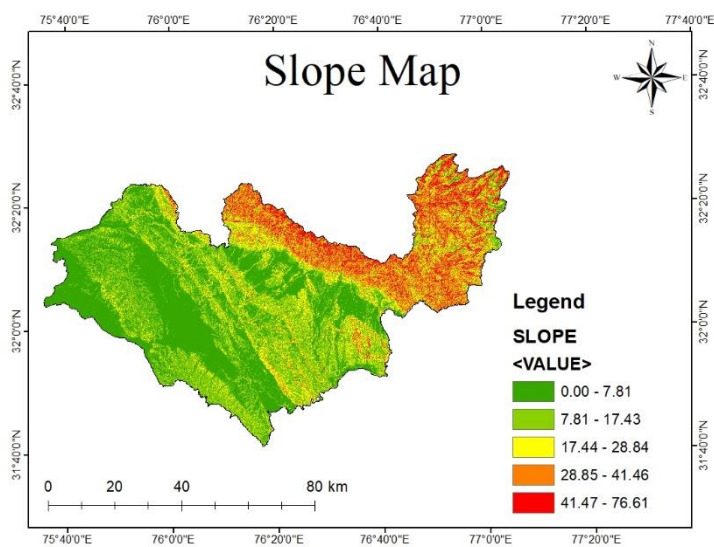 75°40'0"E 76°0'0"E 76°20'0"E 76°40'0"E 77°0'0"E 77°20'0"E 77°40'0"E
Slope Map
N
W E
S
32°40'0"N 32°40'0"N
32°20'0"N 32°20'0"N
32°0'0"N 32°0'0"N
31°40'0"N 31°40'0"N
Legend
SLOPE
<VALUE>
0.00 - 7.81
7.81 - 17.43
17.44 - 28.84
28.85 - 41.46
41.47 - 76.61
0 20 40 80 km
75°40'0"E 76°0'0"E 76°20'0"E 76°40'0"E 77°0'0"E 77°20'0"E